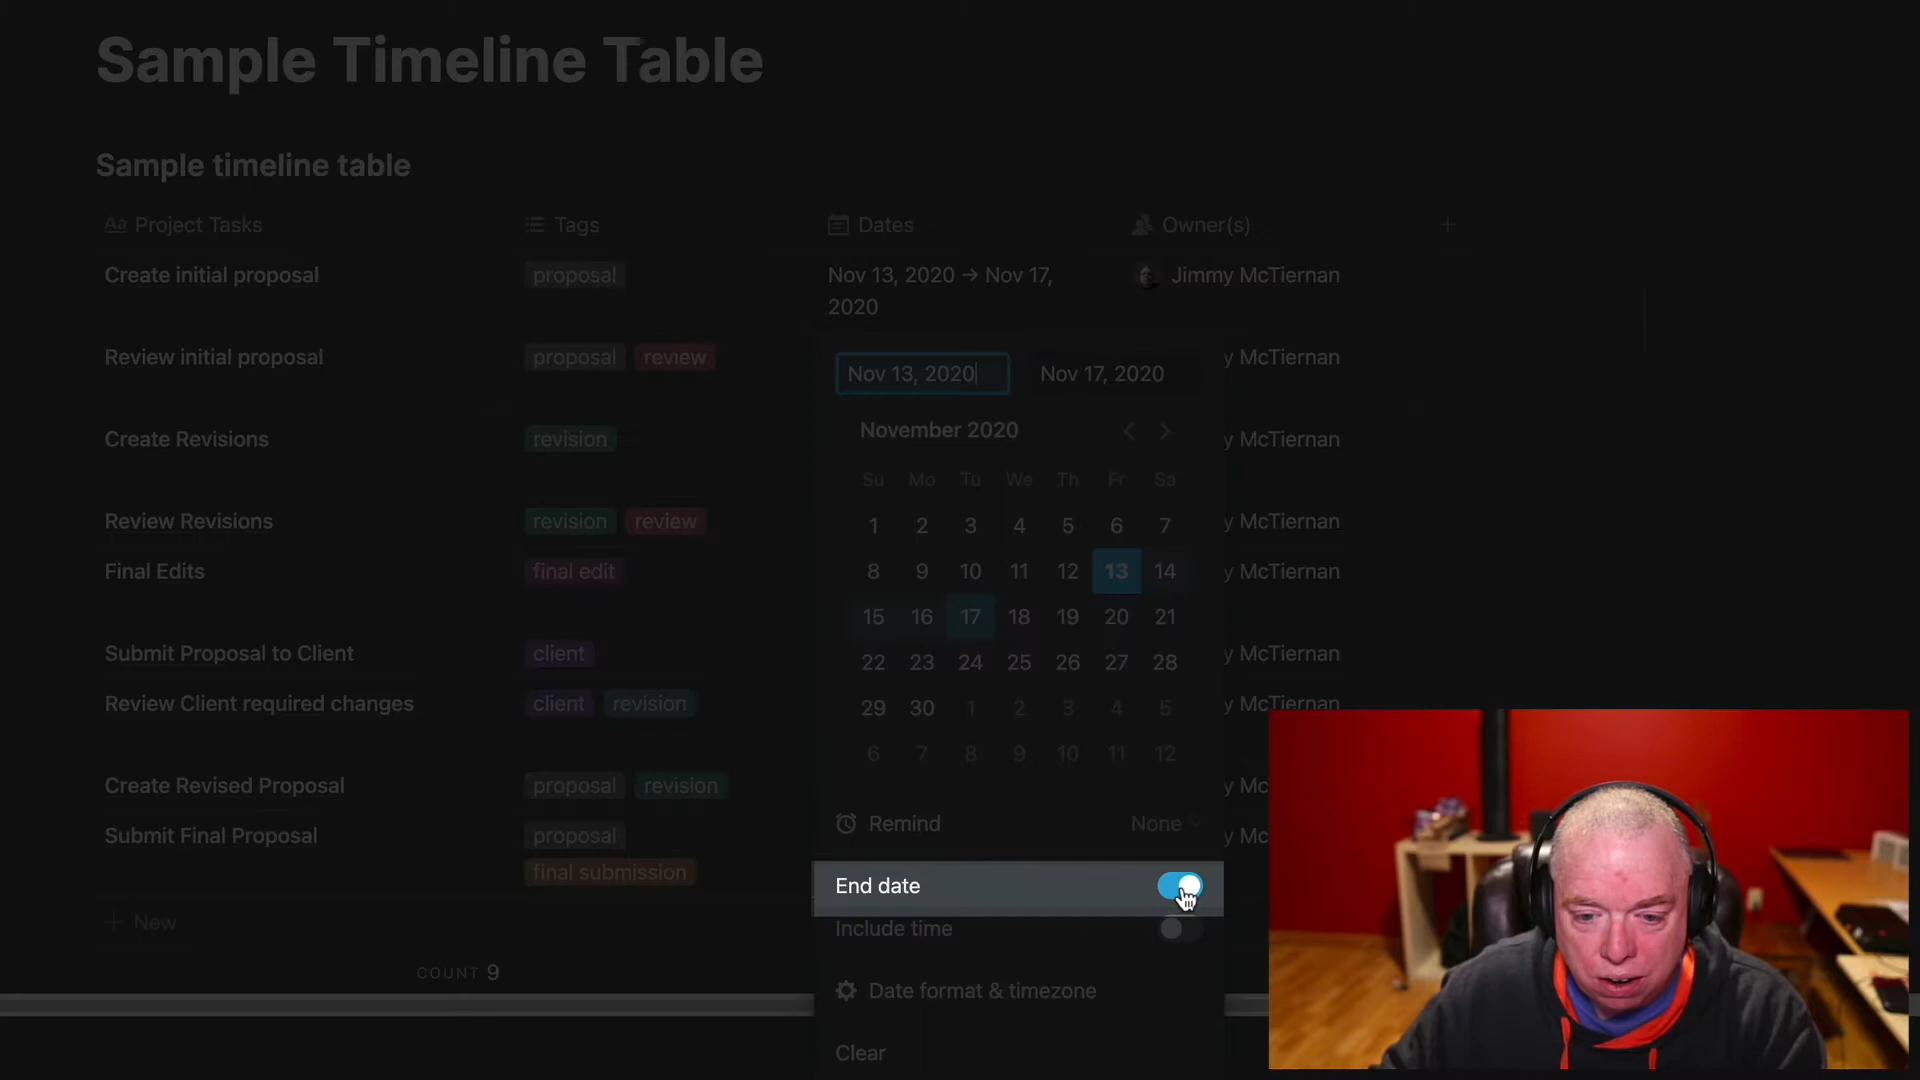 Sample Timeline Table
Sample timeline table
Aa Project Tasks Tags Dates Owner(s)
Create initial proposal proposal Nov 13, 2020 → Nov 17, 2020 Jimmy McTiernan
Review initial proposal proposal review y McTiernan
Nov 13, 2020 Nov 17, 2020
November 2020
Create Revisions revision y McTiernan
Su Mo Tu We Th Fr Sa
1 2 3 4 5 6 7
Review Revisions revision review y McTiernan
8 9 10 11 12 13 14
Final Edits final edit y McTiernan
15 16 17 18 19 20 21
Submit Proposal to Client client y McTiernan
22 23 24 25 26 27 28
Review Client required changes client revision y McTiernan
29 30 1 2 3 4 5
6 7 8 9 10 11 12
Create Revised Proposal proposal revision y McT
Submit Final Proposal proposal y McT
final submission
Remind None
End date
Include time
+ New
COUNT 9
Date format & timezone
Clear